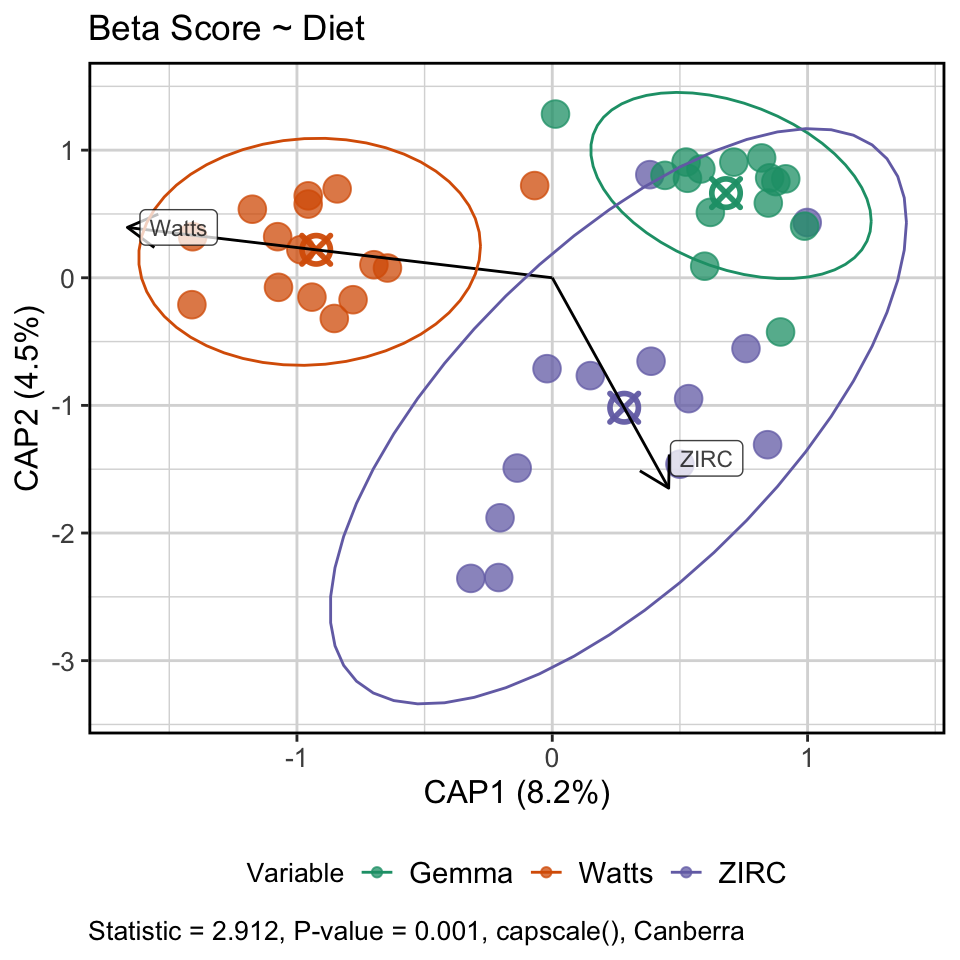 Beta Score ~ Diet
CAP2 (4.5%)
1
0
-1
-2
-3
Watts
ZIRC
-1
0
1
CAP1 (8.2%)
Variable Gemma Watts ZIRC
Statistic = 2.912, P-value = 0.001, capscale(), Canberra